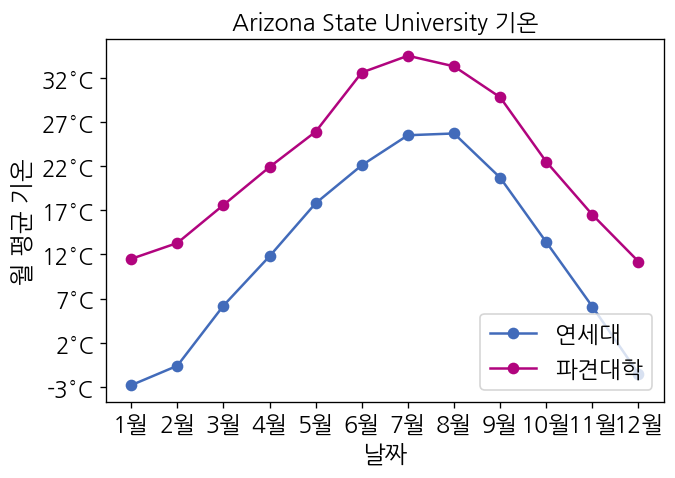 Arizona State University 기온
월 평균 기온
32˚C
27˚C
22˚C
17˚C
12˚C
7˚C
2˚C
-3˚C
연세대
파견대학
1월 2월 3월 4월 5월 6월 7월 8월 9월 10월 11월 12월
날짜